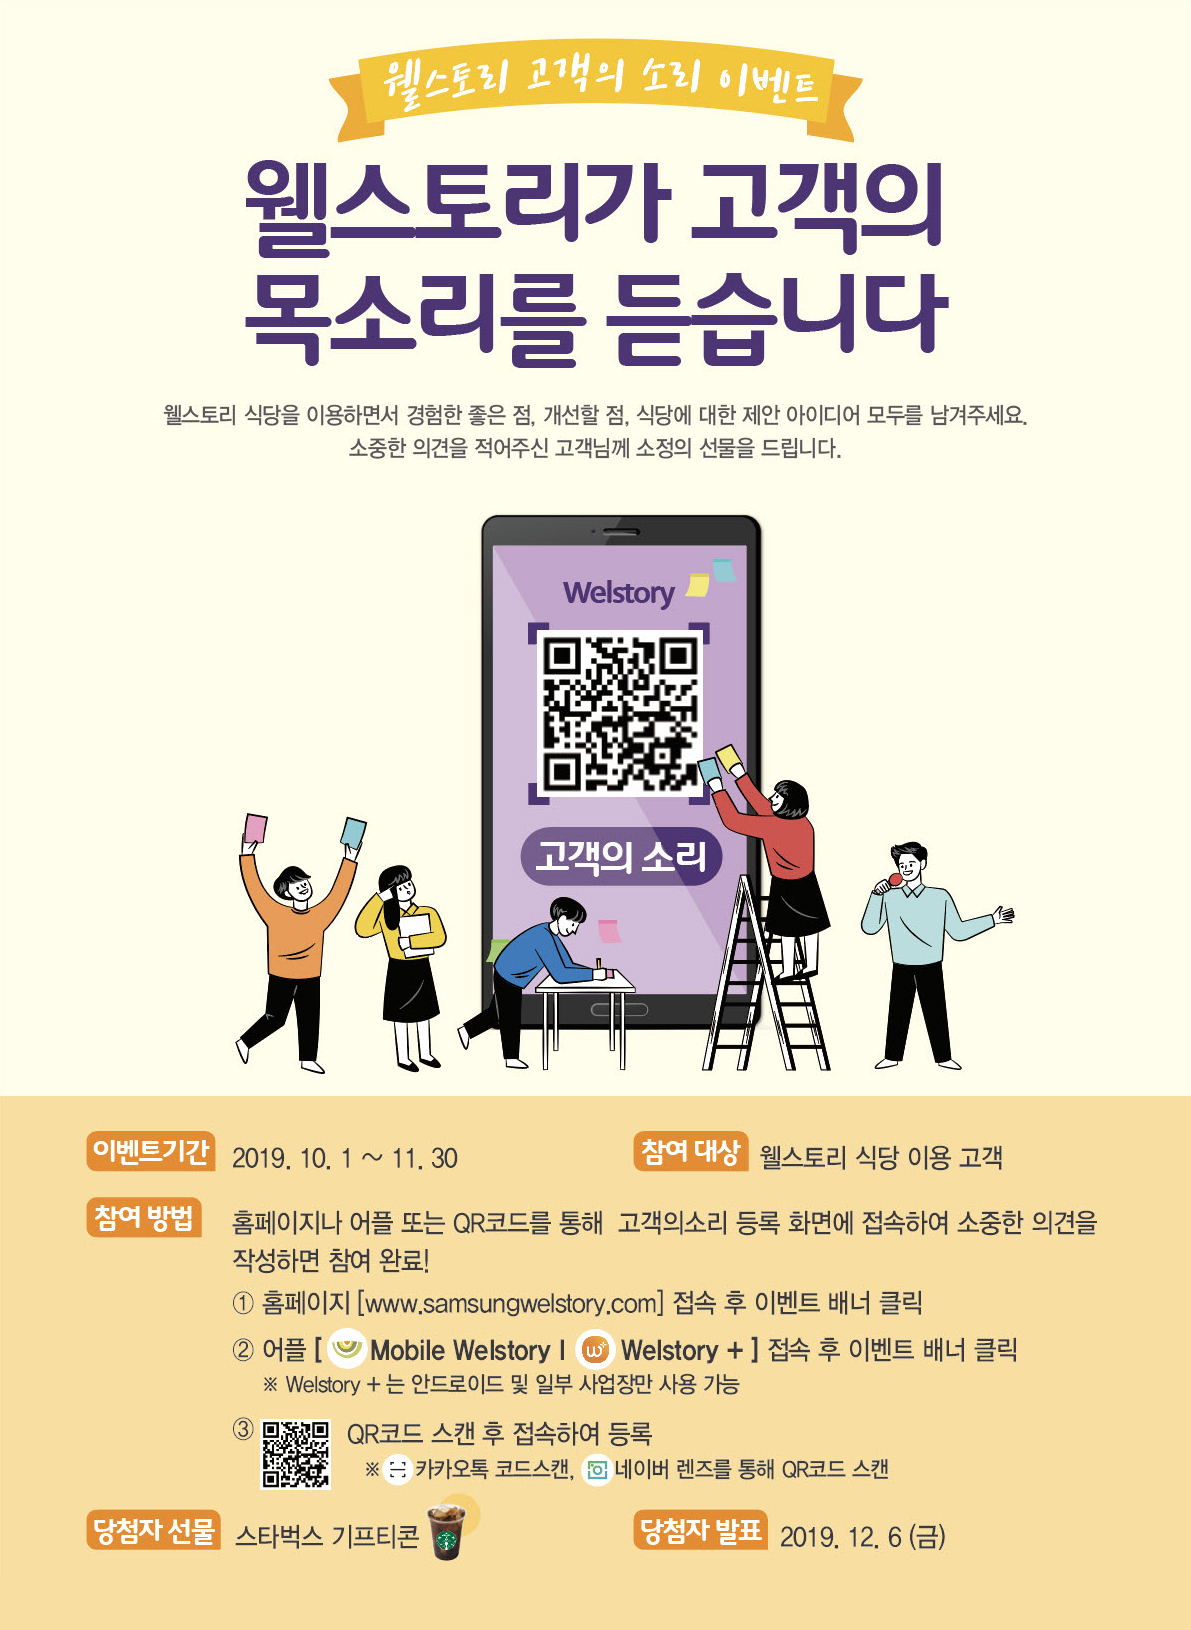 웰스토리 고객의 소리 이벤트
웰스토리가 고객의
목소리를 듣습니다
웰스토리 식당을 이용하면서 경험한 좋은 점, 개선할 점, 식당에 대한 제안 아이디어 모두를 남겨주세요.
소중한 의견을 적어주신 고객님께 소정의 선물을 드립니다.
Welstory
고객의 소리
이벤트기간 2019. 10. 1 ~ 11. 30
참여 대상 웰스토리 식당 이용 고객
참여 방법 홈페이지나 어플 또는 QR코드를 통해 고객의소리 등록 화면에 접속하여 소중한 의견을
작성하면 참여 완료!
① 홈페이지 [www.samsungwelstory.com] 접속 후 이벤트 배너 클릭
② 어플 [ Mobile Welstory l w+ Welstory + ] 접속 후 이벤트 배너 클릭
※ Welstory + 는 안드로이드 및 일부 사업장만 사용 가능
③ QR코드 스캔 후 접속하여 등록
※ 카카오톡 코드스캔, 네이버 렌즈를 통해 QR코드 스캔
당첨자 선물 스타벅스 기프티콘
당첨자 발표 2019. 12. 6 (금)